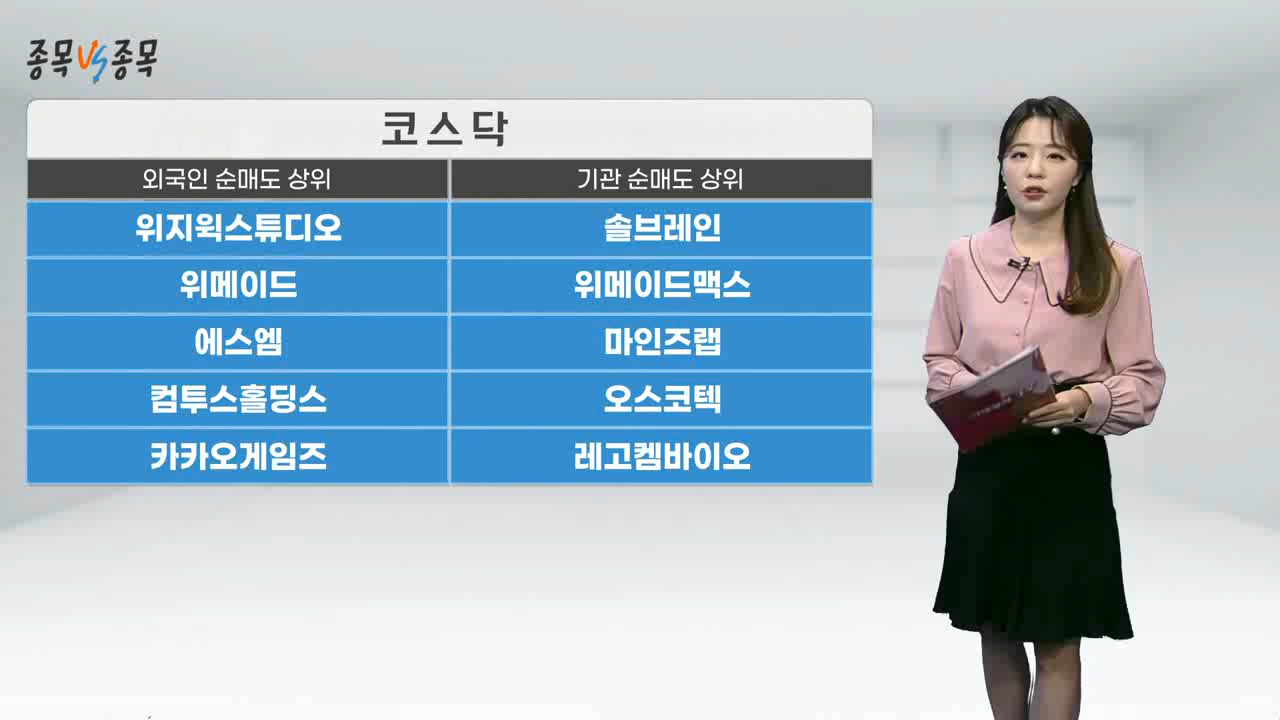 종목VS종목
코스닥
외국인 순매도 상위 기관 순매도 상위
위지윅스튜디오 솔브레인
위메이드 위메이드맥스
에스엠 마인즈랩
컴투스홀딩스 오스코텍
카카오게임즈 레고켐바이오